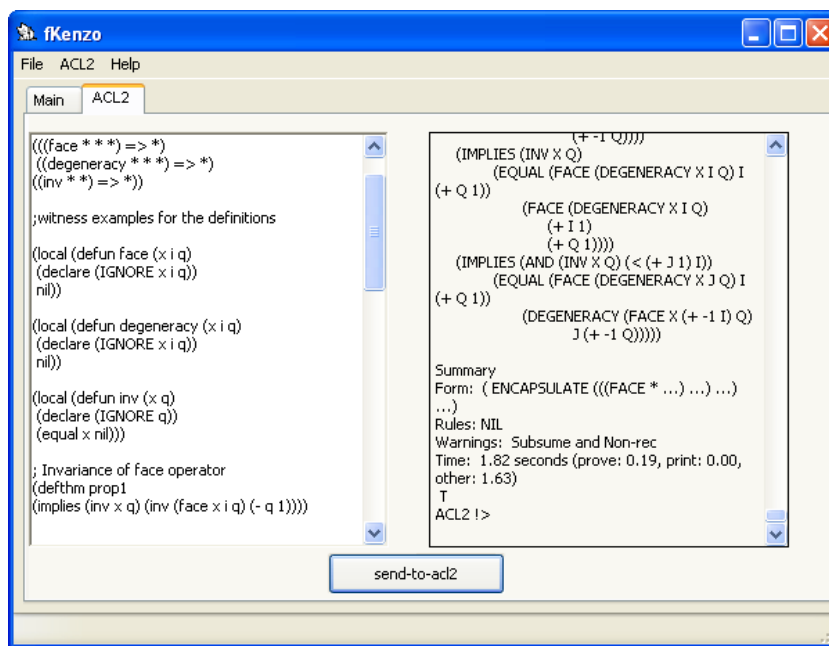 fKenzo
File ACL2 Help
Main ACL2
(((face * * *) => *)
((degeneracy * * *) => *)
((inv * *) => *))
;witness examples for the definitions
(local (defun face (x i q)
(declare (IGNORE x i q))
nil))
(local (defun degeneracy (x i q)
(declare (IGNORE x i q))
nil))
(local (defun inv (x q)
(declare (IGNORE q))
(equal x nil)))
; Invariance of face operator
(defthm prop1
(implies (inv x q) (inv (face x i q) (- q 1))))
(+ -1 Q))))
(IMPLIES (INV X Q)
(EQUAL (FACE (DEGENERACY X I Q) I
(+ Q 1))
(FACE (DEGENERACY X I Q)
(+ I 1)
(+ Q 1))))
(IMPLIES (AND (INV X Q) (< (+ J 1) I))
(EQUAL (FACE (DEGENERACY X J Q) I
(+ Q 1))
(DEGENERACY (FACE X (+ -1 I) Q)
J (+ -1 Q)))))
Summary
Form: ( ENCAPSULATE (((FACE * ...) ...) ...)
...)
Rules: NIL
Warnings: Subsume and Non-rec
Time: 1.82 seconds (prove: 0.19, print: 0.00,
other: 1.63)
T
ACL2 !>
send-to-acl2